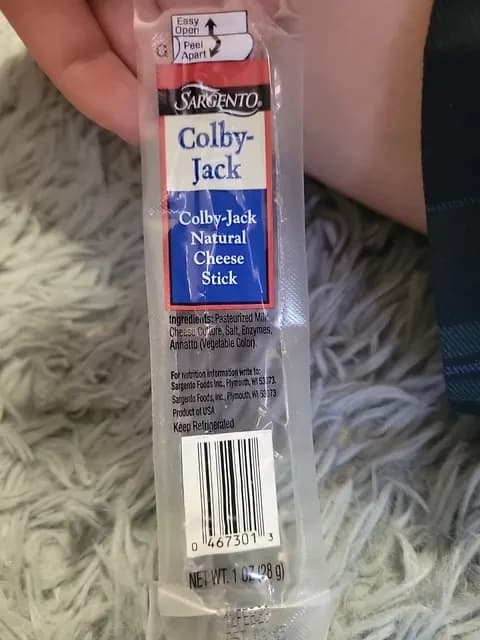 Easy
Open
Peel
Apart
SARGENTO®
Colby-
Jack
Colby-Jack
Natural
Cheese
Stick
Ingredients: Pasteurized Milk,
Cheese Culture, Salt, Enzymes,
Annatto (Vegetable Color).
For nutrition information write to:
Sargento Foods Inc., Plymouth, WI 53073.
Sargento Foods, Inc., Plymouth, WI 53073
Product of USA
Keep Refrigerated
0 467301 3
NET WT. 1 OZ (28 g)